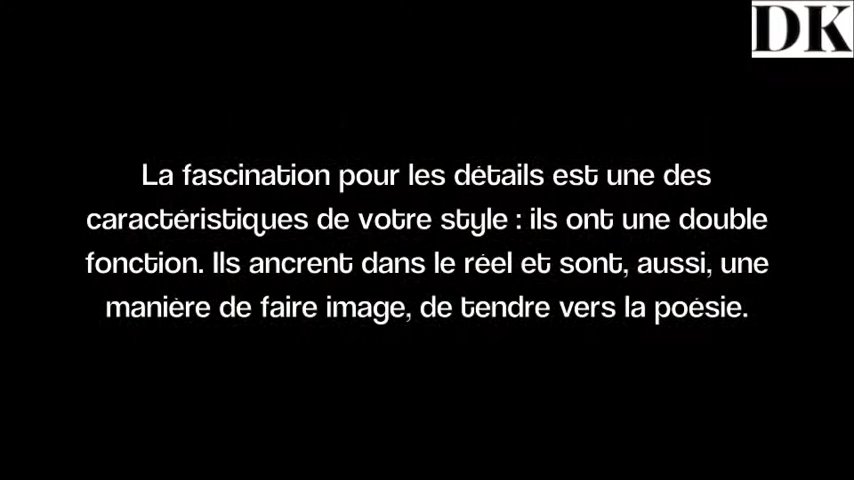 DK
La fascination pour les détails est une des
caractéristiques de votre style : ils ont une double
fonction. Ils ancrent dans le réel et sont, aussi, une
manière de faire image, de tendre vers la poésie.